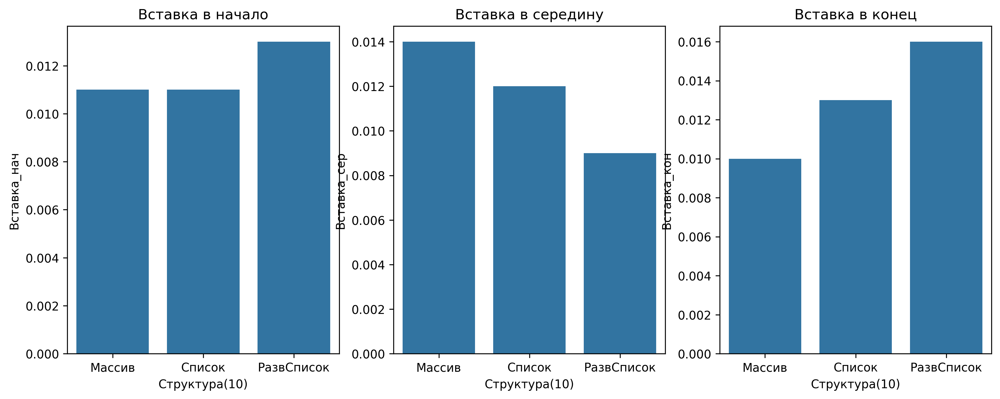 Вставка в начало
Вставка_нач
0.012
0.010
0.008
0.006
0.004
0.002
0.000
Массив Список РазвСписок
Структура(10)
Вставка в середину
Вставка_сер
0.014
0.012
0.010
0.008
0.006
0.004
0.002
0.000
Массив Список РазвСписок
Структура(10)
Вставка в конец
Вставка_кон
0.016
0.014
0.012
0.010
0.008
0.006
0.004
0.002
0.000
Массив Список РазвСписок
Структура(10)